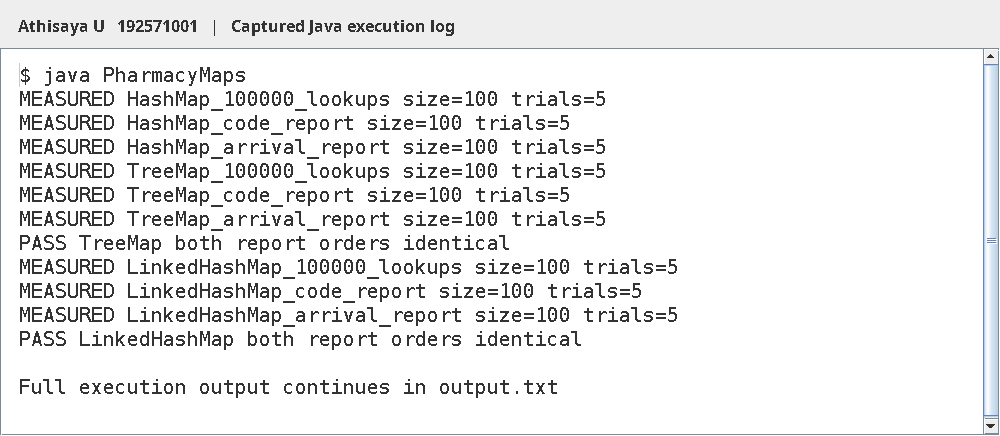 Athisaya U 192571001 | Captured Java execution log
$ java PharmacyMaps
MEASURED HashMap_100000_lookups size=100 trials=5
MEASURED HashMap_code_report size=100 trials=5
MEASURED HashMap_arrival_report size=100 trials=5
MEASURED TreeMap_100000_lookups size=100 trials=5
MEASURED TreeMap_code_report size=100 trials=5
MEASURED TreeMap_arrival_report size=100 trials=5
PASS TreeMap both report orders identical
MEASURED LinkedHashMap_100000_lookups size=100 trials=5
MEASURED LinkedHashMap_code_report size=100 trials=5
MEASURED LinkedHashMap_arrival_report size=100 trials=5
PASS LinkedHashMap both report orders identical
Full execution output continues in output.txt